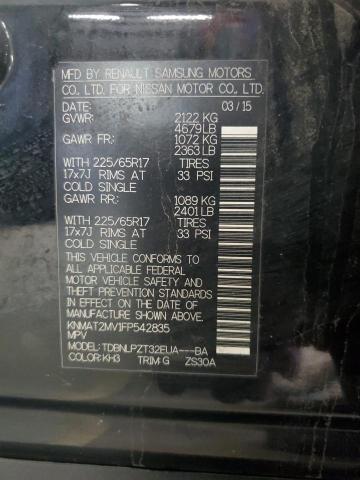 MFD BY RENAULT SAMSUNG MOTORS
CO., LTD. FOR NISSAN MOTOR CO., LTD.
DATE: 03/15
GVWR: 2122 KG
4679 LB
GAWR FR: 1072 KG
2363 LB
WITH 225/65R17 TIRES
17x7J RIMS AT 33 PSI
COLD SINGLE
GAWR RR: 1089 KG
2401 LB
WITH 225/65R17 TIRES
17x7J RIMS AT 33 PSI
COLD SINGLE
THIS VEHICLE CONFORMS TO ALL
APPLICABLE FEDERAL
MOTOR VEHICLE SAFETY AND
THEFT PREVENTION STANDARDS
IN EFFECT ON THE DATE OF
MANUFACTURE SHOWN ABOVE.
KNMAT2MV1FP542835
MPV
MODEL: TDBNLPZT32EUA---BA
COLOR: KH3 TRIM: G ZS30A